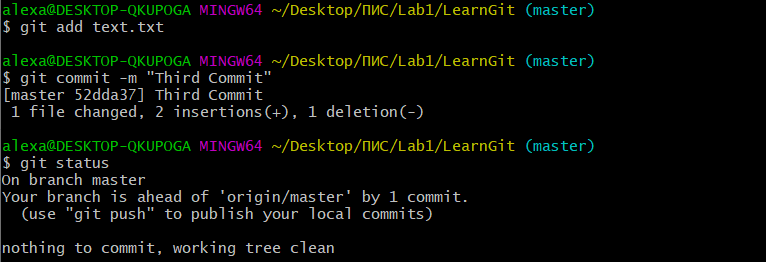 alexa@DESKTOP-QKUPOGA MINGW64 ~/Desktop/ПИС/Lab1/LearnGit (master)
$ git add text.txt

alexa@DESKTOP-QKUPOGA MINGW64 ~/Desktop/ПИС/Lab1/LearnGit (master)
$ git commit -m "Third Commit"
[master 52dda37] Third Commit
 1 file changed, 2 insertions(+), 1 deletion(-)

alexa@DESKTOP-QKUPOGA MINGW64 ~/Desktop/ПИС/Lab1/LearnGit (master)
$ git status
On branch master
Your branch is ahead of 'origin/master' by 1 commit.
  (use "git push" to publish your local commits)

nothing to commit, working tree clean